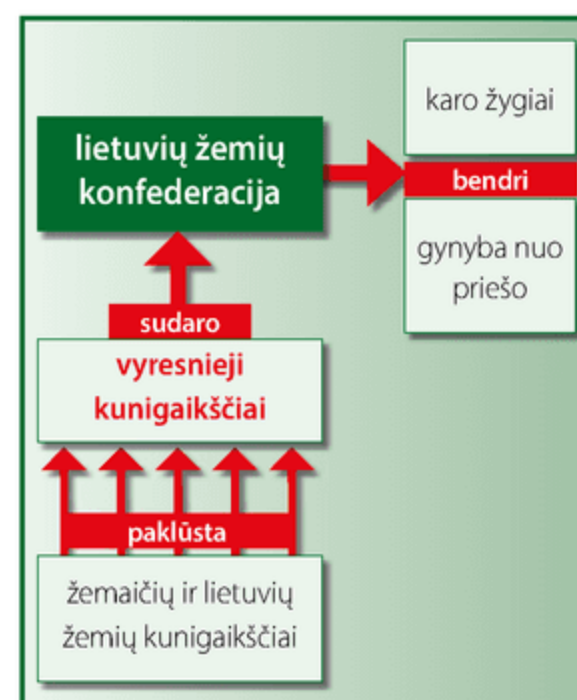 karo žygiai
lietuvių žemių
konfederacija
bendri
gynyba nuo
priešo
sudaro
vyresnieji
kunigaikščiai
paklūsta
žemaičių ir lietuvių
žemių kunigaikščiai